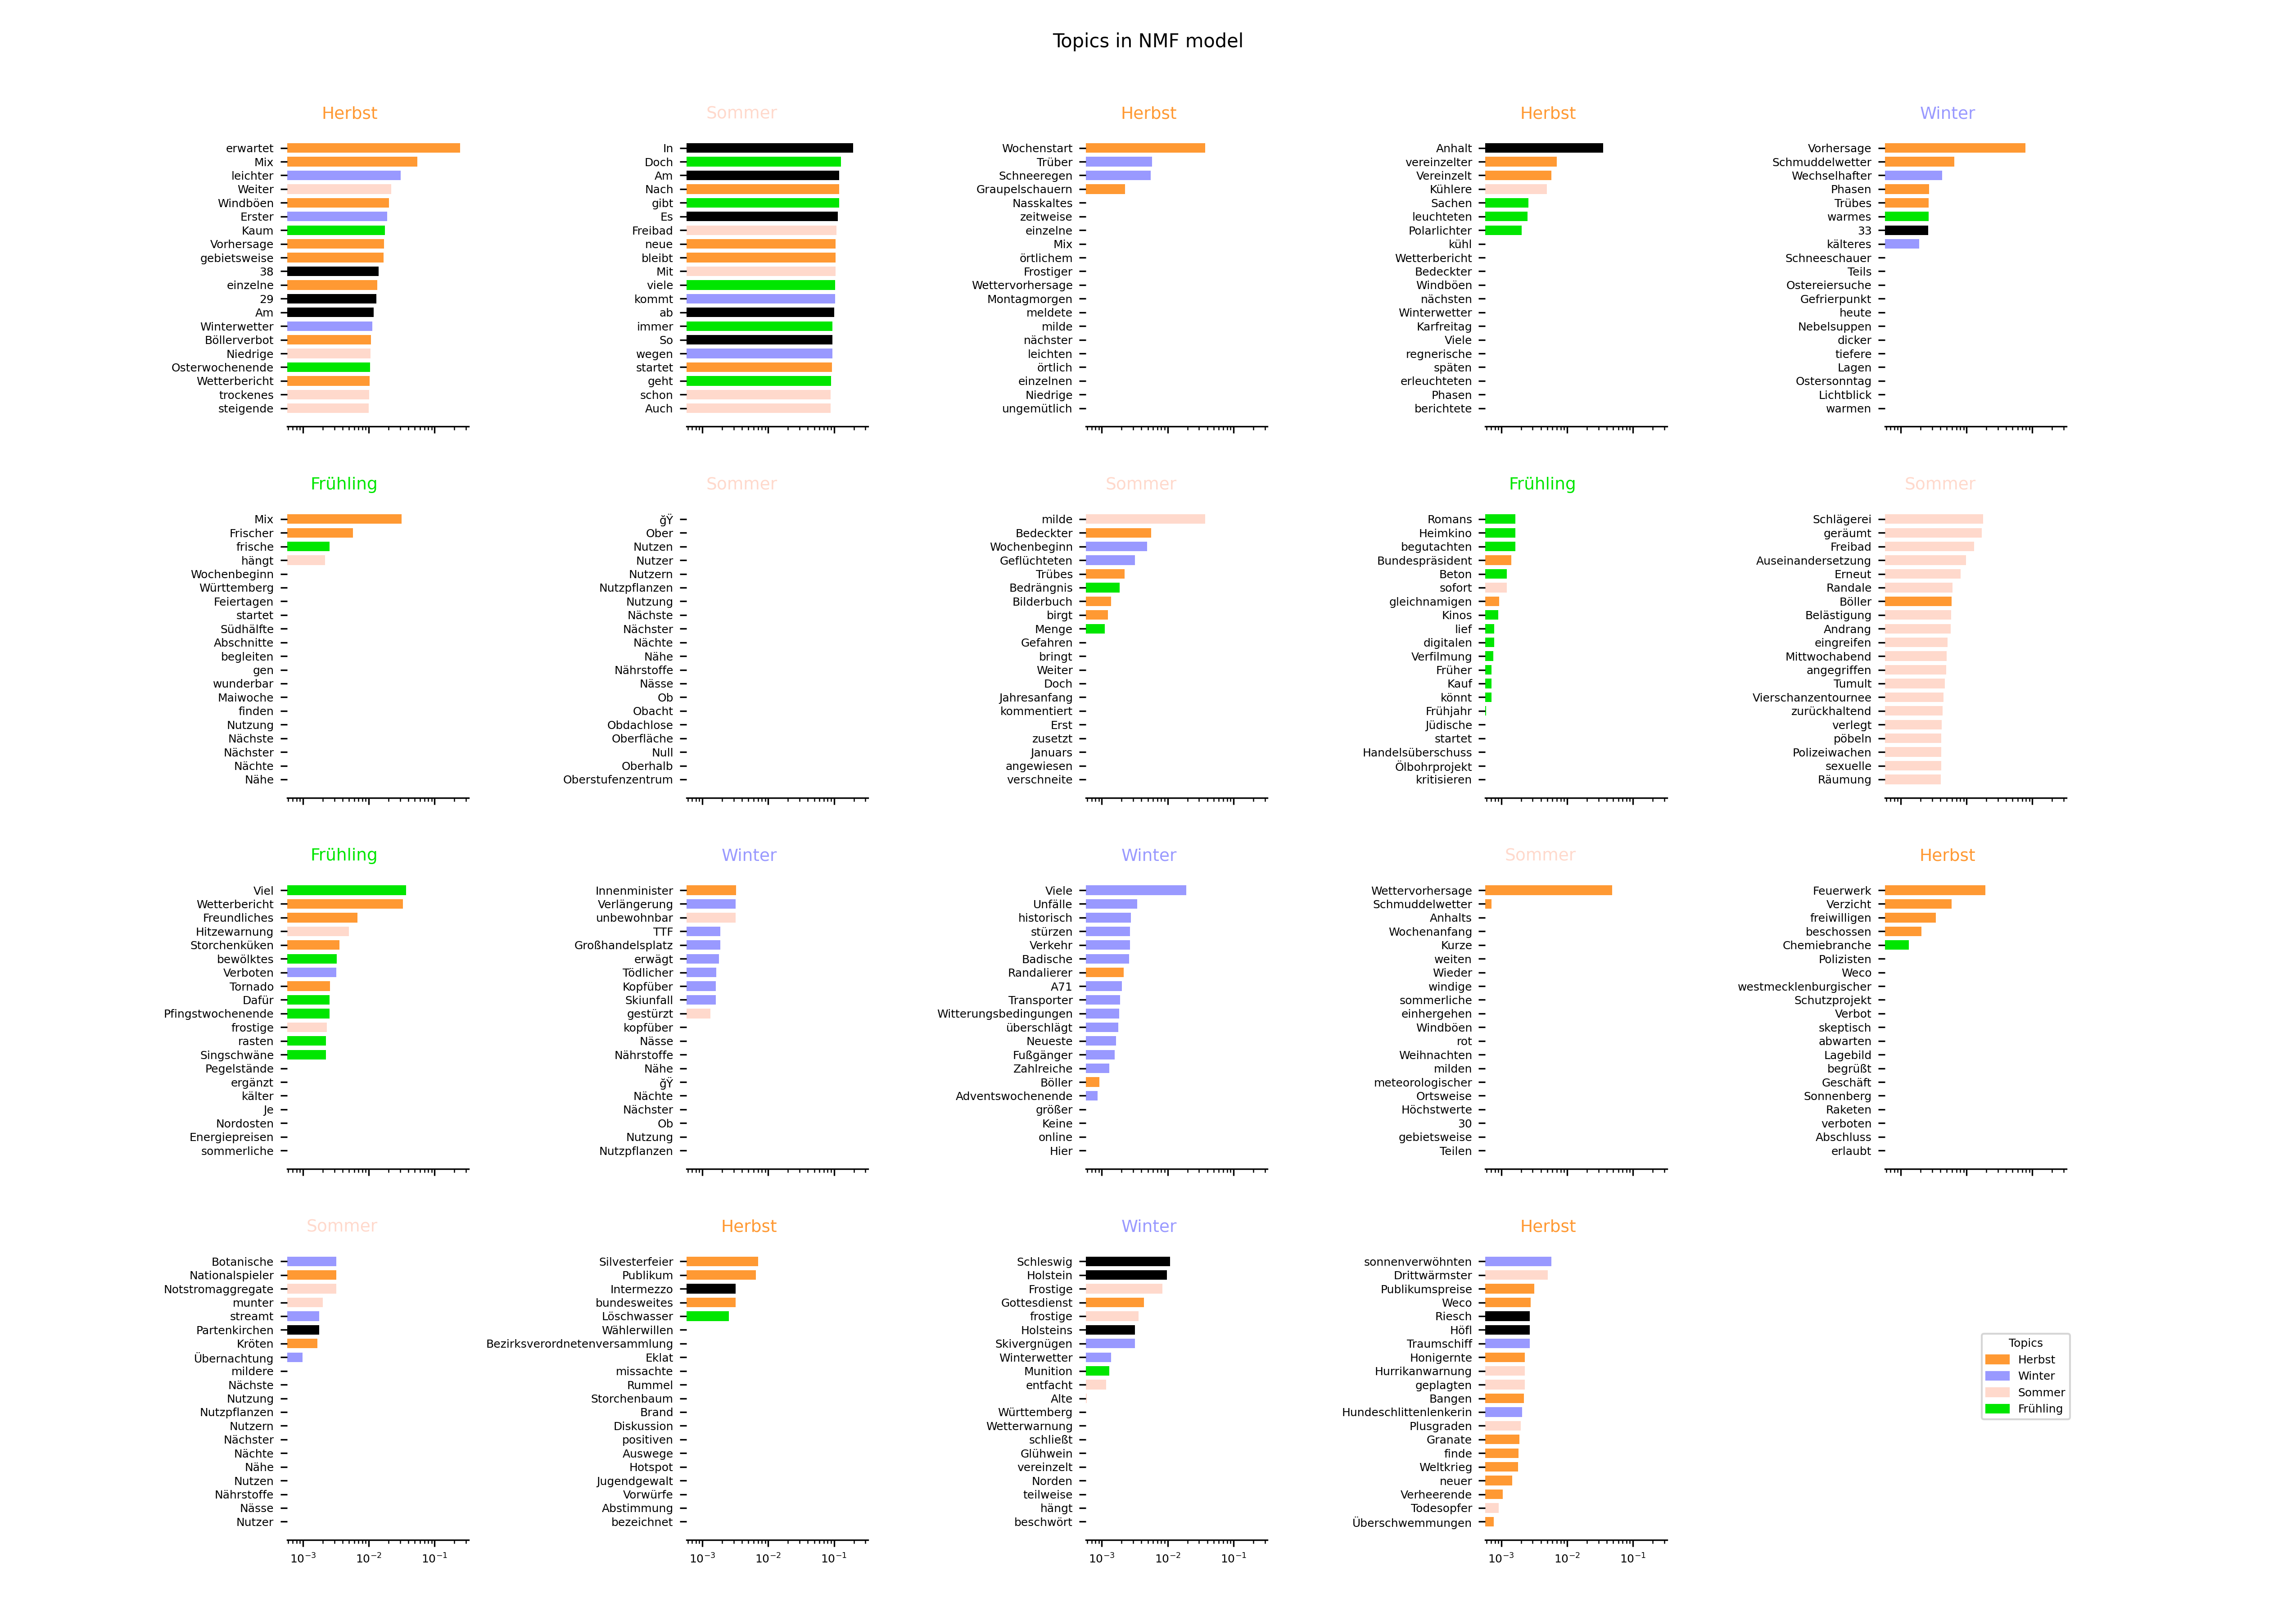 Topics in NMF model
Herbst
erwartet
Mix
leichter
Weiter
Windböen
Erster
Kaum
Vorhersage
gebietsweise
38
einzelne
29
Am
Winterwetter
Böllerverbot
Niedrige
Osterwochenende
Wetterbericht
trockenes
steigende
Sommer
In
Doch
Am
Nach
gibt
Es
Freibad
neue
bleibt
Mit
viele
kommt
ab
immer
So
wegen
startet
geht
schon
Auch
Herbst
Wochenstart
Trüber
Schneeregen
Graupelschauern
Nasskaltes
zeitweise
einzelne
Mix
örtlichem
Frostiger
Wettervorhersage
Montagmorgen
meldete
milde
nächster
leichten
örtlich
einzelnen
Niedrige
ungemütlich
Herbst
Anhalt
vereinzelter
Vereinzelt
Kühlere
Sachen
leuchteten
Polarlichter
kühl
Wetterbericht
Bedeckter
Windböen
nächsten
Winterwetter
Karfreitag
Viele
regnerische
späten
erleuchteten
Phasen
berichtete
Winter
Vorhersage
Schmuddelwetter
Wechselhafter
Phasen
Trübes
warmes
33
kälteres
Schneeschauer
Teils
Ostereiersuche
Gefrierpunkt
heute
Nebelsuppen
dicker
tiefere
Lagen
Ostersonntag
Lichtblick
warmen
Frühling
Mix
Frischer
frische
hängt
Wochenbeginn
Württemberg
Feiertagen
startet
Südhälfte
Abschnitte
begleiten
gen
wunderbar
Maiwoche
finden
Nutzung
Nächste
Nächster
Nächte
Nähe
Sommer
ğŸ
Ober
Nutzen
Nutzer
Nutzern
Nutzpflanzen
Nutzung
Nächste
Nächster
Nächte
Nähe
Nährstoffe
Nässe
Ob
Obacht
Obdachlose
Oberfläche
Null
Oberhalb
Oberstufenzentrum
Sommer
milde
Bedeckter
Wochenbeginn
Geflüchteten
Trübes
Bedrängnis
Bilderbuch
birgt
Menge
Gefahren
bringt
Weiter
Doch
Jahresanfang
kommentiert
Erst
zusetzt
Januars
angewiesen
verschneite
Frühling
Romans
Heimkino
begutachten
Bundespräsident
Beton
sofort
gleichnamigen
Kinos
lief
digitalen
Verfilmung
Früher
Kauf
könnt
Frühjahr
Jüdische
startet
Handelsüberschuss
Ölbohrprojekt
kritisieren
Sommer
Schlägerei
geräumt
Freibad
Auseinandersetzung
Erneut
Randale
Böller
Belästigung
Andrang
eingreifen
Mittwochabend
angegriffen
Tumult
Vierschanzentournee
zurückhaltend
verlegt
pöbeln
Polizeiwachen
sexuelle
Räumung
Frühling
Viel
Wetterbericht
Freundliches
Hitzewarnung
Storchenküken
bewölktes
Verboten
Tornado
Dafür
Pfingstwochenende
frostige
rasten
Singschwäne
Pegelstände
ergänzt
kälter
Je
Nordosten
Energiepreisen
sommerliche
Winter
Innenminister
Verlängerung
unbewohnbar
TTF
Großhandelsplatz
erwägt
Tödlicher
Kopfüber
Skiunfall
gestürzt
kopfüber
Nässe
Nährstoffe
Nähe
ğŸ
Nächte
Nächster
Ob
Nutzung
Nutzpflanzen
Winter
Viele
Unfälle
historisch
stürzen
Verkehr
Badische
Randalierer
A71
Transporter
Witterungsbedingungen
überschlägt
Neueste
Fußgänger
Zahlreiche
Böller
Adventswochenende
größer
Keine
online
Hier
Sommer
Wettervorhersage
Schmuddelwetter
Anhalts
Wochenanfang
Kurze
weiten
Wieder
windige
sommerliche
einhergehen
Windböen
rot
Weihnachten
milden
meteorologischer
Ortsweise
Höchstwerte
30
gebietsweise
Teilen
Herbst
Feuerwerk
Verzicht
freiwilligen
beschossen
Chemiebranche
Polizisten
Weco
westmecklenburgischer
Schutzprojekt
Verbot
skeptisch
abwarten
Lagebild
begrüßt
Geschäft
Sonnenberg
Raketen
verboten
Abschluss
erlaubt
Sommer
Botanische
Nationalspieler
Notstromaggregate
munter
streamt
Partenkirchen
Kröten
Übernachtung
mildere
Nächste
Nutzung
Nutzpflanzen
Nutzern
Nächster
Nächte
Nähe
Nutzen
Nährstoffe
Nässe
Nutzer
10⁻³ 10⁻² 10⁻¹
Herbst
Silvesterfeier
Publikum
Intermezzo
bundesweites
Löschwasser
Wählerwillen
Bezirksverordnetenversammlung
Eklat
missachte
Rummel
Storchenbaum
Brand
Diskussion
positiven
Auswege
Hotspot
Jugendgewalt
Vorwürfe
Abstimmung
bezeichnet
10⁻³ 10⁻² 10⁻¹
Winter
Schleswig
Holstein
Frostige
Gottesdienst
frostige
Holsteins
Skivergnügen
Winterwetter
Munition
entfacht
Alte
Württemberg
Wetterwarnung
schließt
Glühwein
vereinzelt
Norden
teilweise
hängt
beschwört
10⁻³ 10⁻² 10⁻¹
Herbst
sonnenverwöhnten
Drittwärmster
Publikumspreise
Weco
Riesch
Höfl
Traumschiff
Honigernte
Hurrikanwarnung
geplagten
Bangen
Hundeschlittenlenkerin
Plusgraden
Granate
finde
Weltkrieg
neuer
Verheerende
Todesopfer
Überschwemmungen
10⁻³ 10⁻² 10⁻¹
Topics
Herbst
Winter
Sommer
Frühling